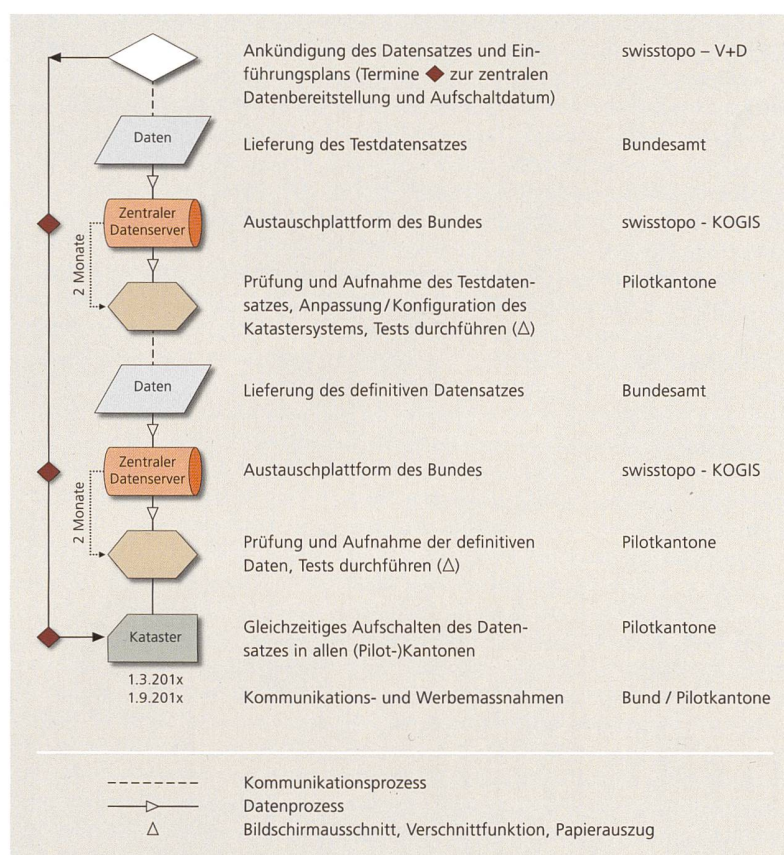 Ankündigung des Datensatzes und Ein- swisstopo – V+D
führungsplans (Termine ◆ zur zentralen
Datenbereitstellung und Aufschaltdatum)
Daten Lieferung des Testdatensatzes Bundesamt
Zentraler
Datenserver Austauschplattform des Bundes swisstopo - KOGIS
2 Monate
Prüfung und Aufnahme des Testdaten- Pilotkantone
satzes, Anpassung/Konfiguration des
Katastersystems, Tests durchführen (△)
Daten Lieferung des definitiven Datensatzes Bundesamt
Zentraler
Datenserver Austauschplattform des Bundes swisstopo - KOGIS
2 Monate
Prüfung und Aufnahme der definitiven Pilotkantone
Daten, Tests durchführen (△)
Kataster Gleichzeitiges Aufschalten des Daten- Pilotkantone
satzes in allen (Pilot-)Kantonen
1.3.201x
1.9.201x Kommunikations- und Werbemassnahmen Bund / Pilotkantone
Kommunikationsprozess
Datenprozess
△ Bildschirmausschnitt, Verschnittfunktion, Papierauszug